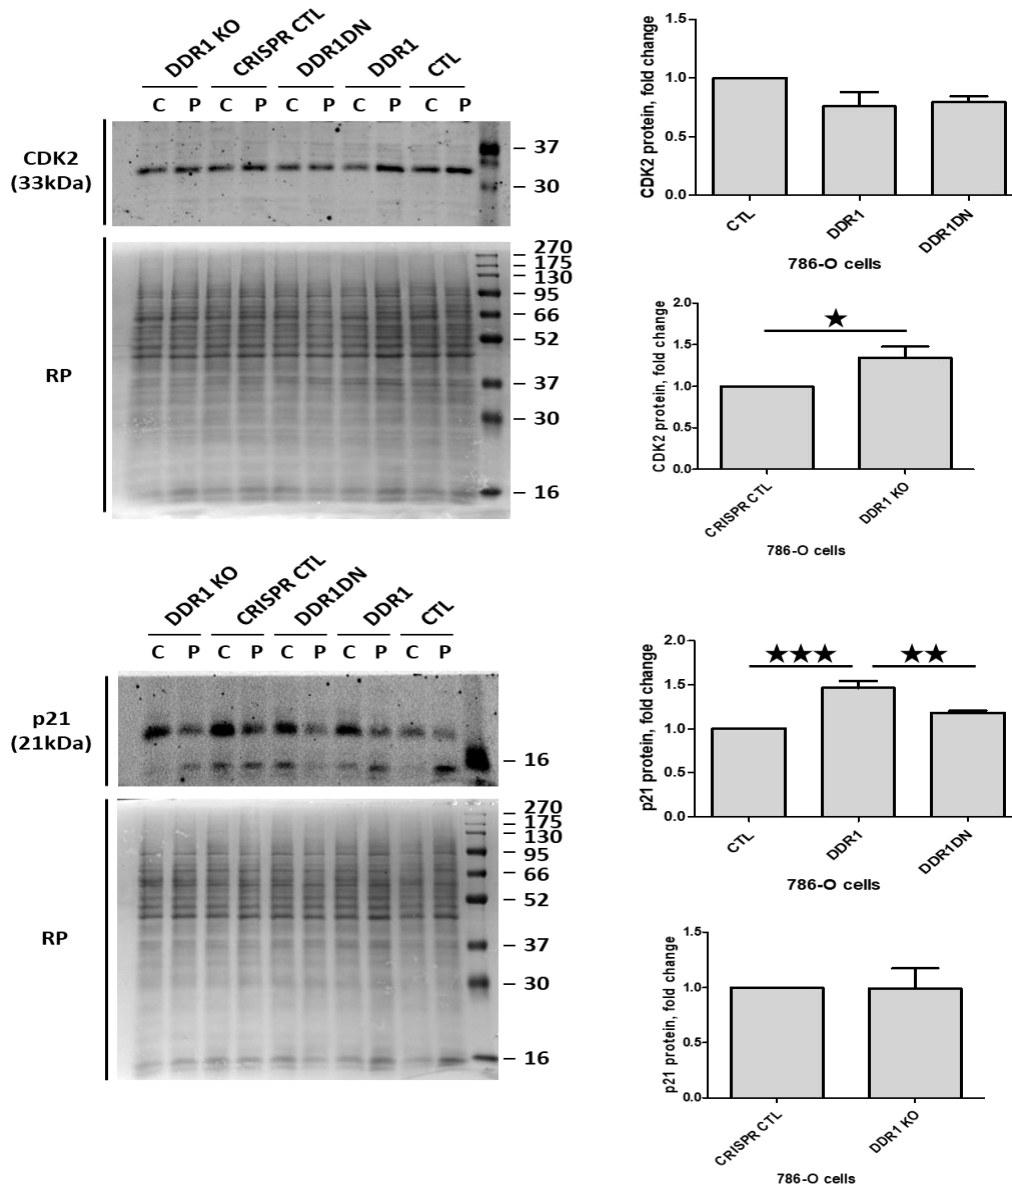 DDR1 KO CRISPR CTL DDR1DN DDR1 CTL
C P C P C P C P C P
CDK2
(33kDa)
– 37
– 30
RP
– 270
– 175
– 130
– 95
– 66
– 52
– 37
– 30
– 16
CDK2 protein, fold change
1.5
1.0
0.5
0.0
CTL DDR1 DDR1DN
786-O cells
CDK2 protein, fold change
2.0
1.5
1.0
0.5
0.0
★
CRISPR CTL DDR1 KO
786-O cells
DDR1 KO CRISPR CTL DDR1DN DDR1 CTL
C P C P C P C P C P
p21
(21kDa)
– 16
RP
– 270
– 175
– 130
– 95
– 66
– 52
– 37
– 30
– 16
p21 protein, fold change
2.0
1.5
1.0
0.5
0.0
★★★ ★★
CTL DDR1 DDR1DN
786-O cells
p21 protein, fold change
1.5
1.0
0.5
0.0
CRISPR CTL DDR1 KO
786-O cells